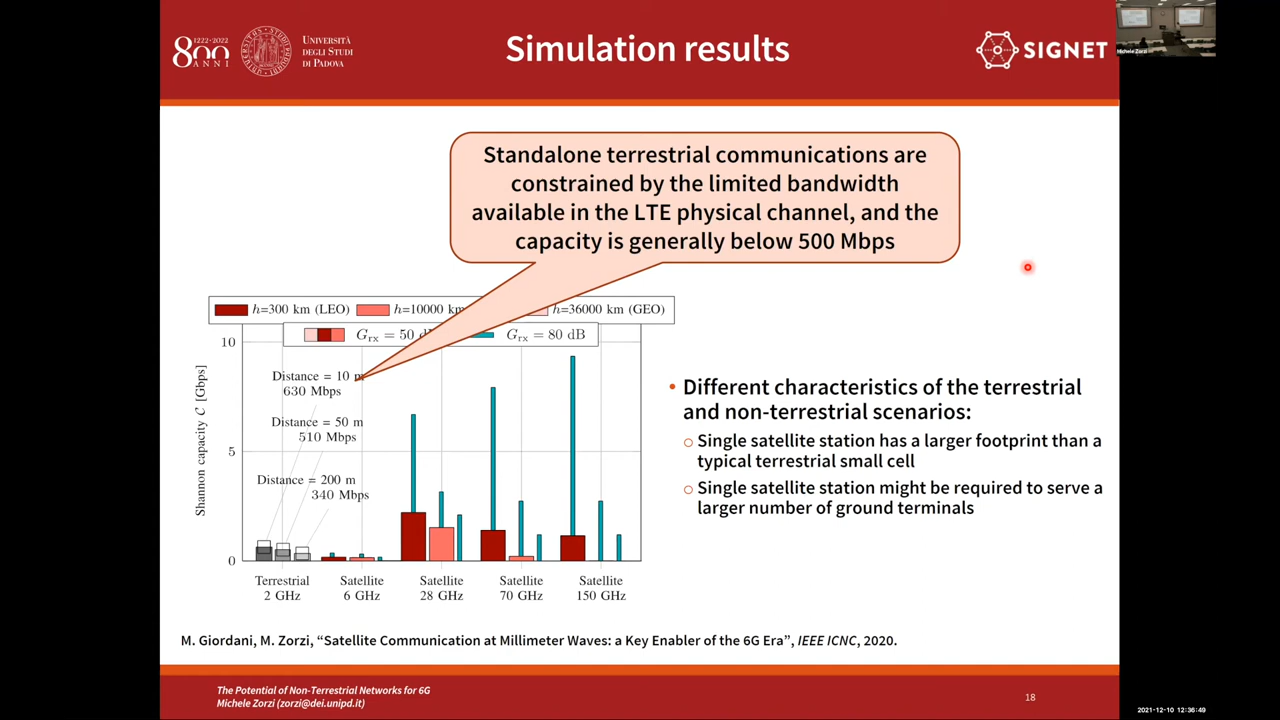 1222-2022
800
ANNI
UNIVERSITÀ
DEGLI STUDI
DI PADOVA
Simulation results
SIGNET
Michele Zorzi
Standalone terrestrial communications are
constrained by the limited bandwidth
available in the LTE physical channel, and the
capacity is generally below 500 Mbps
h=300 km (LEO) h=10000 km h=36000 km (GEO)
Grx = 50 dB Grx = 80 dB
Shannon capacity C [Gbps]
10
5
0
Distance = 10 m
630 Mbps
Distance = 50 m
510 Mbps
Distance = 200 m
340 Mbps
Terrestrial
2 GHz
Satellite
6 GHz
Satellite
28 GHz
Satellite
70 GHz
Satellite
150 GHz
• Different characteristics of the terrestrial
and non-terrestrial scenarios:
○ Single satellite station has a larger footprint than a
typical terrestrial small cell
○ Single satellite station might be required to serve a
larger number of ground terminals
M. Giordani, M. Zorzi, “Satellite Communication at Millimeter Waves: a Key Enabler of the 6G Era”, IEEE ICNC, 2020.
The Potential of Non-Terrestrial Networks for 6G
Michele Zorzi (zorzi@dei.unipd.it)
18
2021-12-10 12:36:49